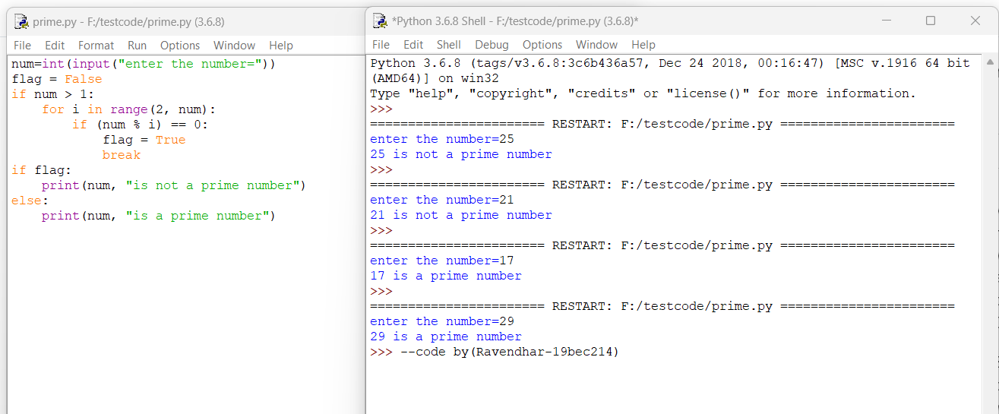 prime.py - F:/testcode/prime.py (3.6.8)
File Edit Format Run Options Window Help
num=int(input("enter the number="))
flag = False
if num > 1:
    for i in range(2, num):
        if (num % i) == 0:
            flag = True
            break
if flag:
    print(num, "is not a prime number")
else:
    print(num, "is a prime number")
*Python 3.6.8 Shell - F:/testcode/prime.py (3.6.8)*
File Edit Shell Debug Options Window Help
Python 3.6.8 (tags/v3.6.8:3c6b436a57, Dec 24 2018, 00:16:47) [MSC v.1916 64 bit
(AMD64)] on win32
Type "help", "copyright", "credits" or "license()" for more information.
>>>
======================= RESTART: F:/testcode/prime.py =======================
enter the number=25
25 is not a prime number
>>>
======================= RESTART: F:/testcode/prime.py =======================
enter the number=21
21 is not a prime number
>>>
======================= RESTART: F:/testcode/prime.py =======================
enter the number=17
17 is a prime number
>>>
======================= RESTART: F:/testcode/prime.py =======================
enter the number=29
29 is a prime number
>>> --code by(Ravendhar-19bec214)